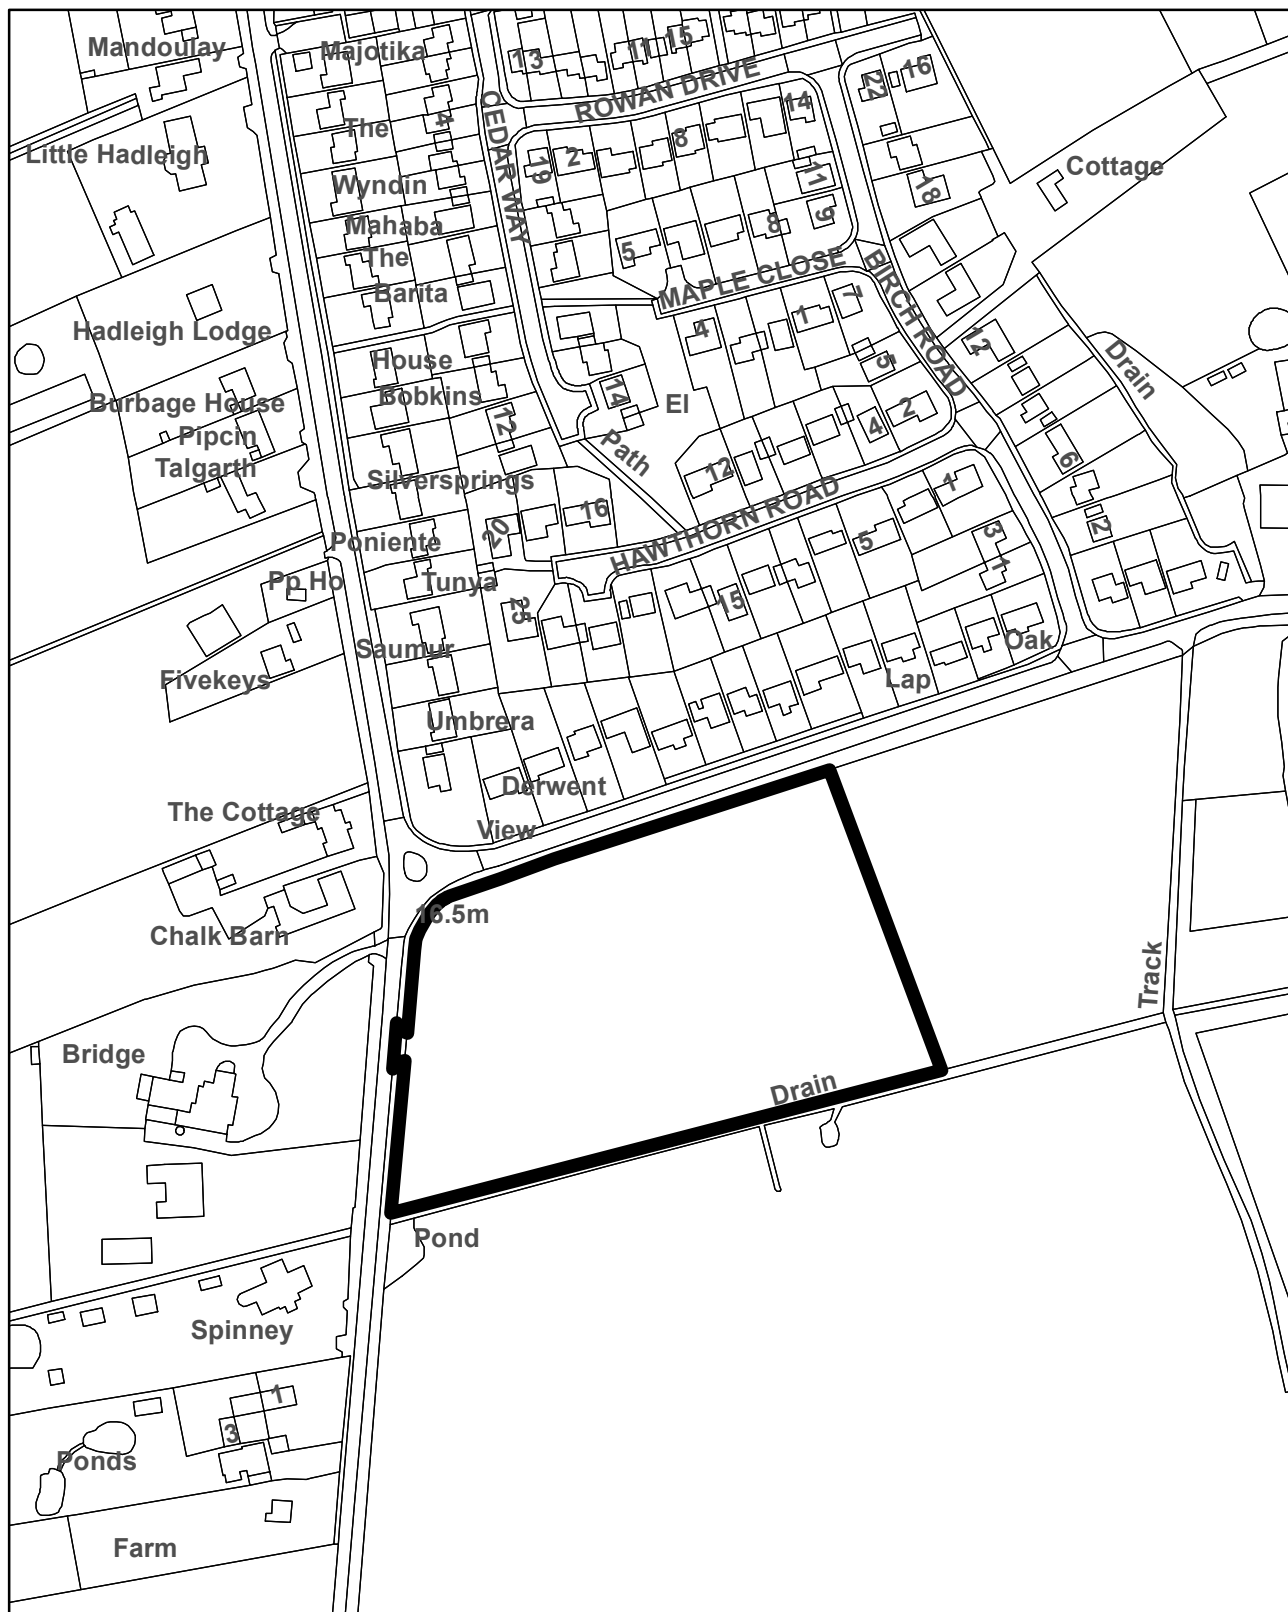 Mandoulay
Majotika
13
11
15
ROWAN DRIVE
22
16
CEDAR WAY
4
The
14
Little Hadleigh
19
2
8
Cottage
Wyndin
11
18
Mahaba
9
8
The
5
MAPLE CLOSE
BIRCH ROAD
Barita
7
Hadleigh Lodge
4
1
12
Drain
House
5
Burbage House
Bobkins
14
El
2
Pipcin
12
4
Talgarth
Path
6
Silversprings
12
1
16
HAWTHORN ROAD
Poniente
20
5
3
2
Pp Ho
Tunya
1
25
15
Saumur
Oak
Fivekeys
Lap
Umbrera
Derwent
The Cottage
View
16.5m
Chalk Barn
Track
Bridge
Drain
Pond
Spinney
1
3
Ponds
Farm